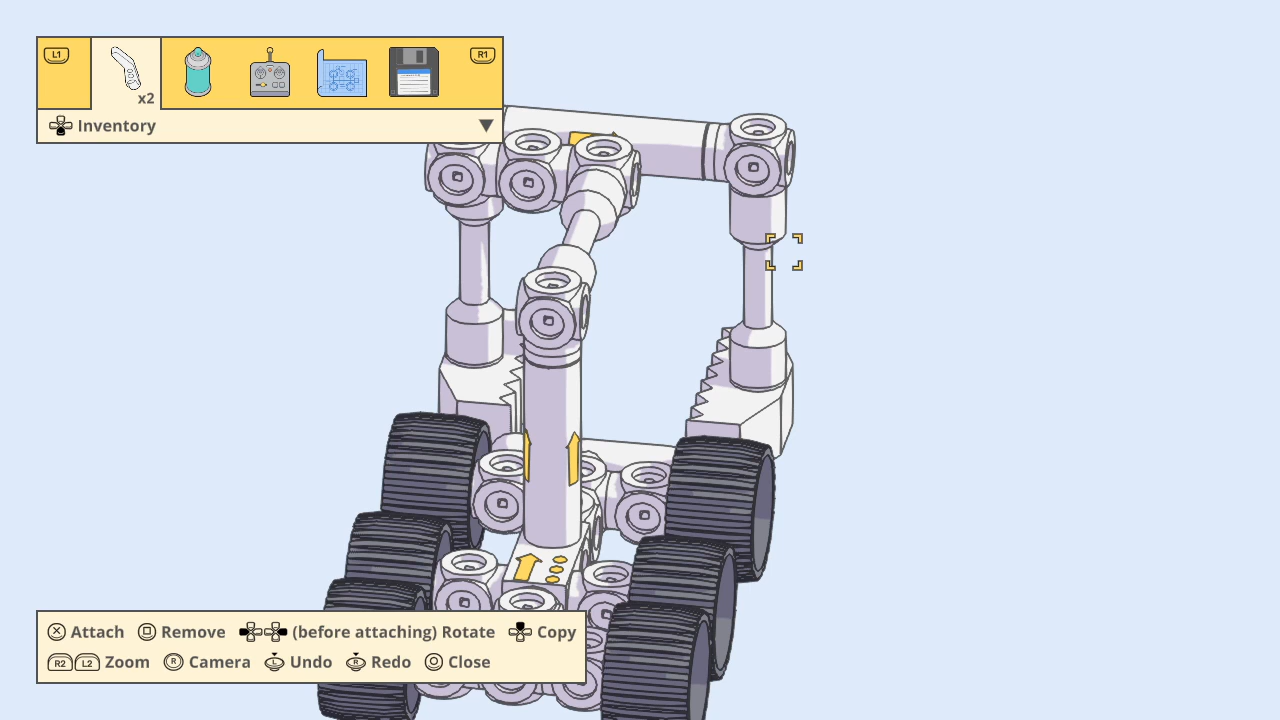 L1
R1
x2
Inventory
Attach Remove (before attaching) Rotate Copy
R2 L2 Zoom R Camera L Undo R Redo Close